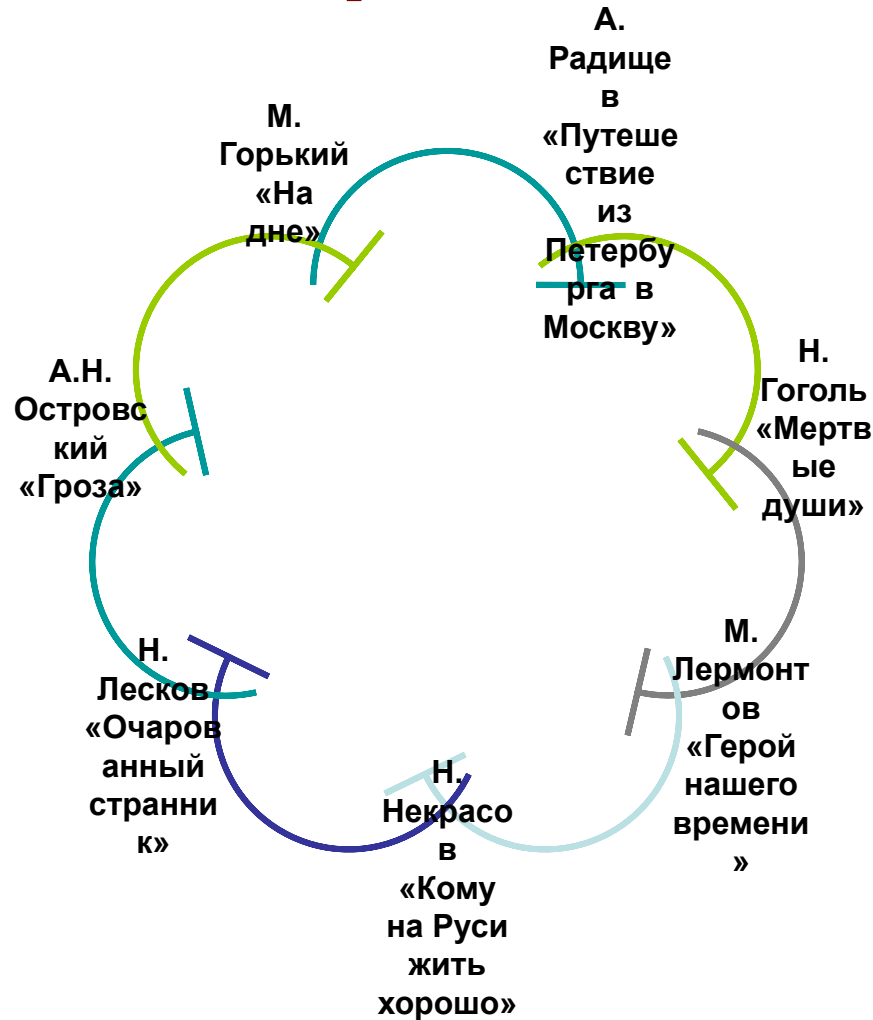 А.
Радище
в
«Путеше
ствие
из
Петербу
рга в
Москву»
Н.
Гоголь
«Мертв
ые
души»
М.
Лермонт
ов
«Герой
нашего
времени
»
Н.
Некрасо
в
«Кому
на Руси
жить
хорошо»
Н.
Лесков
«Очаров
анный
странни
к»
А.Н.
Островс
кий
«Гроза»
М.
Горький
«На
дне»